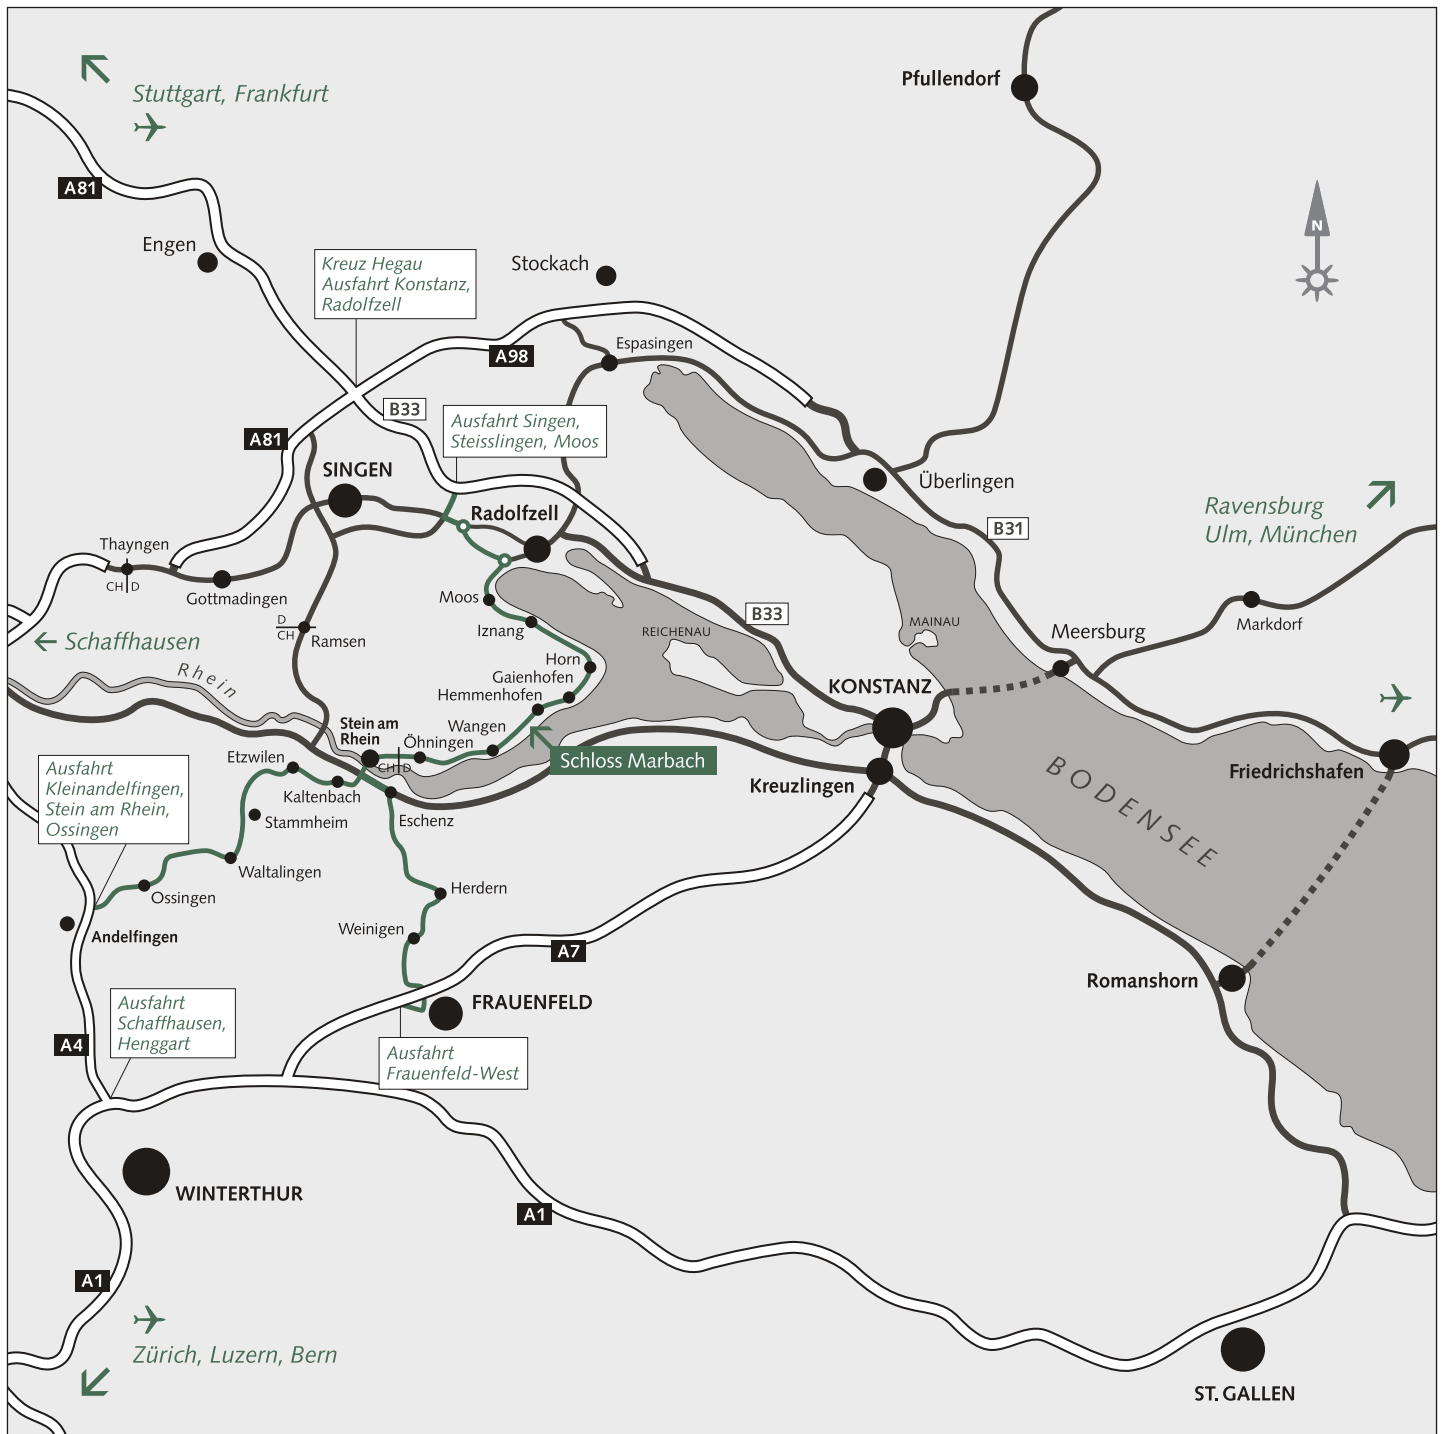 Pfullendorf
Stuttgart, Frankfurt
A81
N
Engen
Stockach
Kreuz Hegau
Ausfahrt Konstanz,
Radolfzell
Espasingen
A98
B33
Ausfahrt Singen,
Steisslingen, Moos
A81
SINGEN
Überlingen
Radolfzell
Ravensburg
Ulm, München
B31
Thayngen
CH D
Gottmadingen
Moos
D
CH
Ramsen
Iznang
REICHENAU
B33
MAINAU
Meersburg
Markdorf
Schaffhausen
Rhein
Horn
Gaienhofen
Hemmenhofen
KONSTANZ
Stein am
Rhein
Wangen
Öhningen
CH D
Schloss Marbach
Etzwilen
Kaltenbach
Kreuzlingen
BODENSEE
Friedrichshafen
Ausfahrt
Kleinandelfingen,
Stein am Rhein,
Ossingen
Stammheim
Eschenz
Waltalingen
Herdern
Ossingen
Weinigen
Andelfingen
A7
Romanshorn
FRAUENFELD
Ausfahrt
Schaffhausen,
Henggart
A4
Ausfahrt
Frauenfeld-West
WINTERTHUR
A1
A1
Zürich, Luzern, Bern
ST. GALLEN